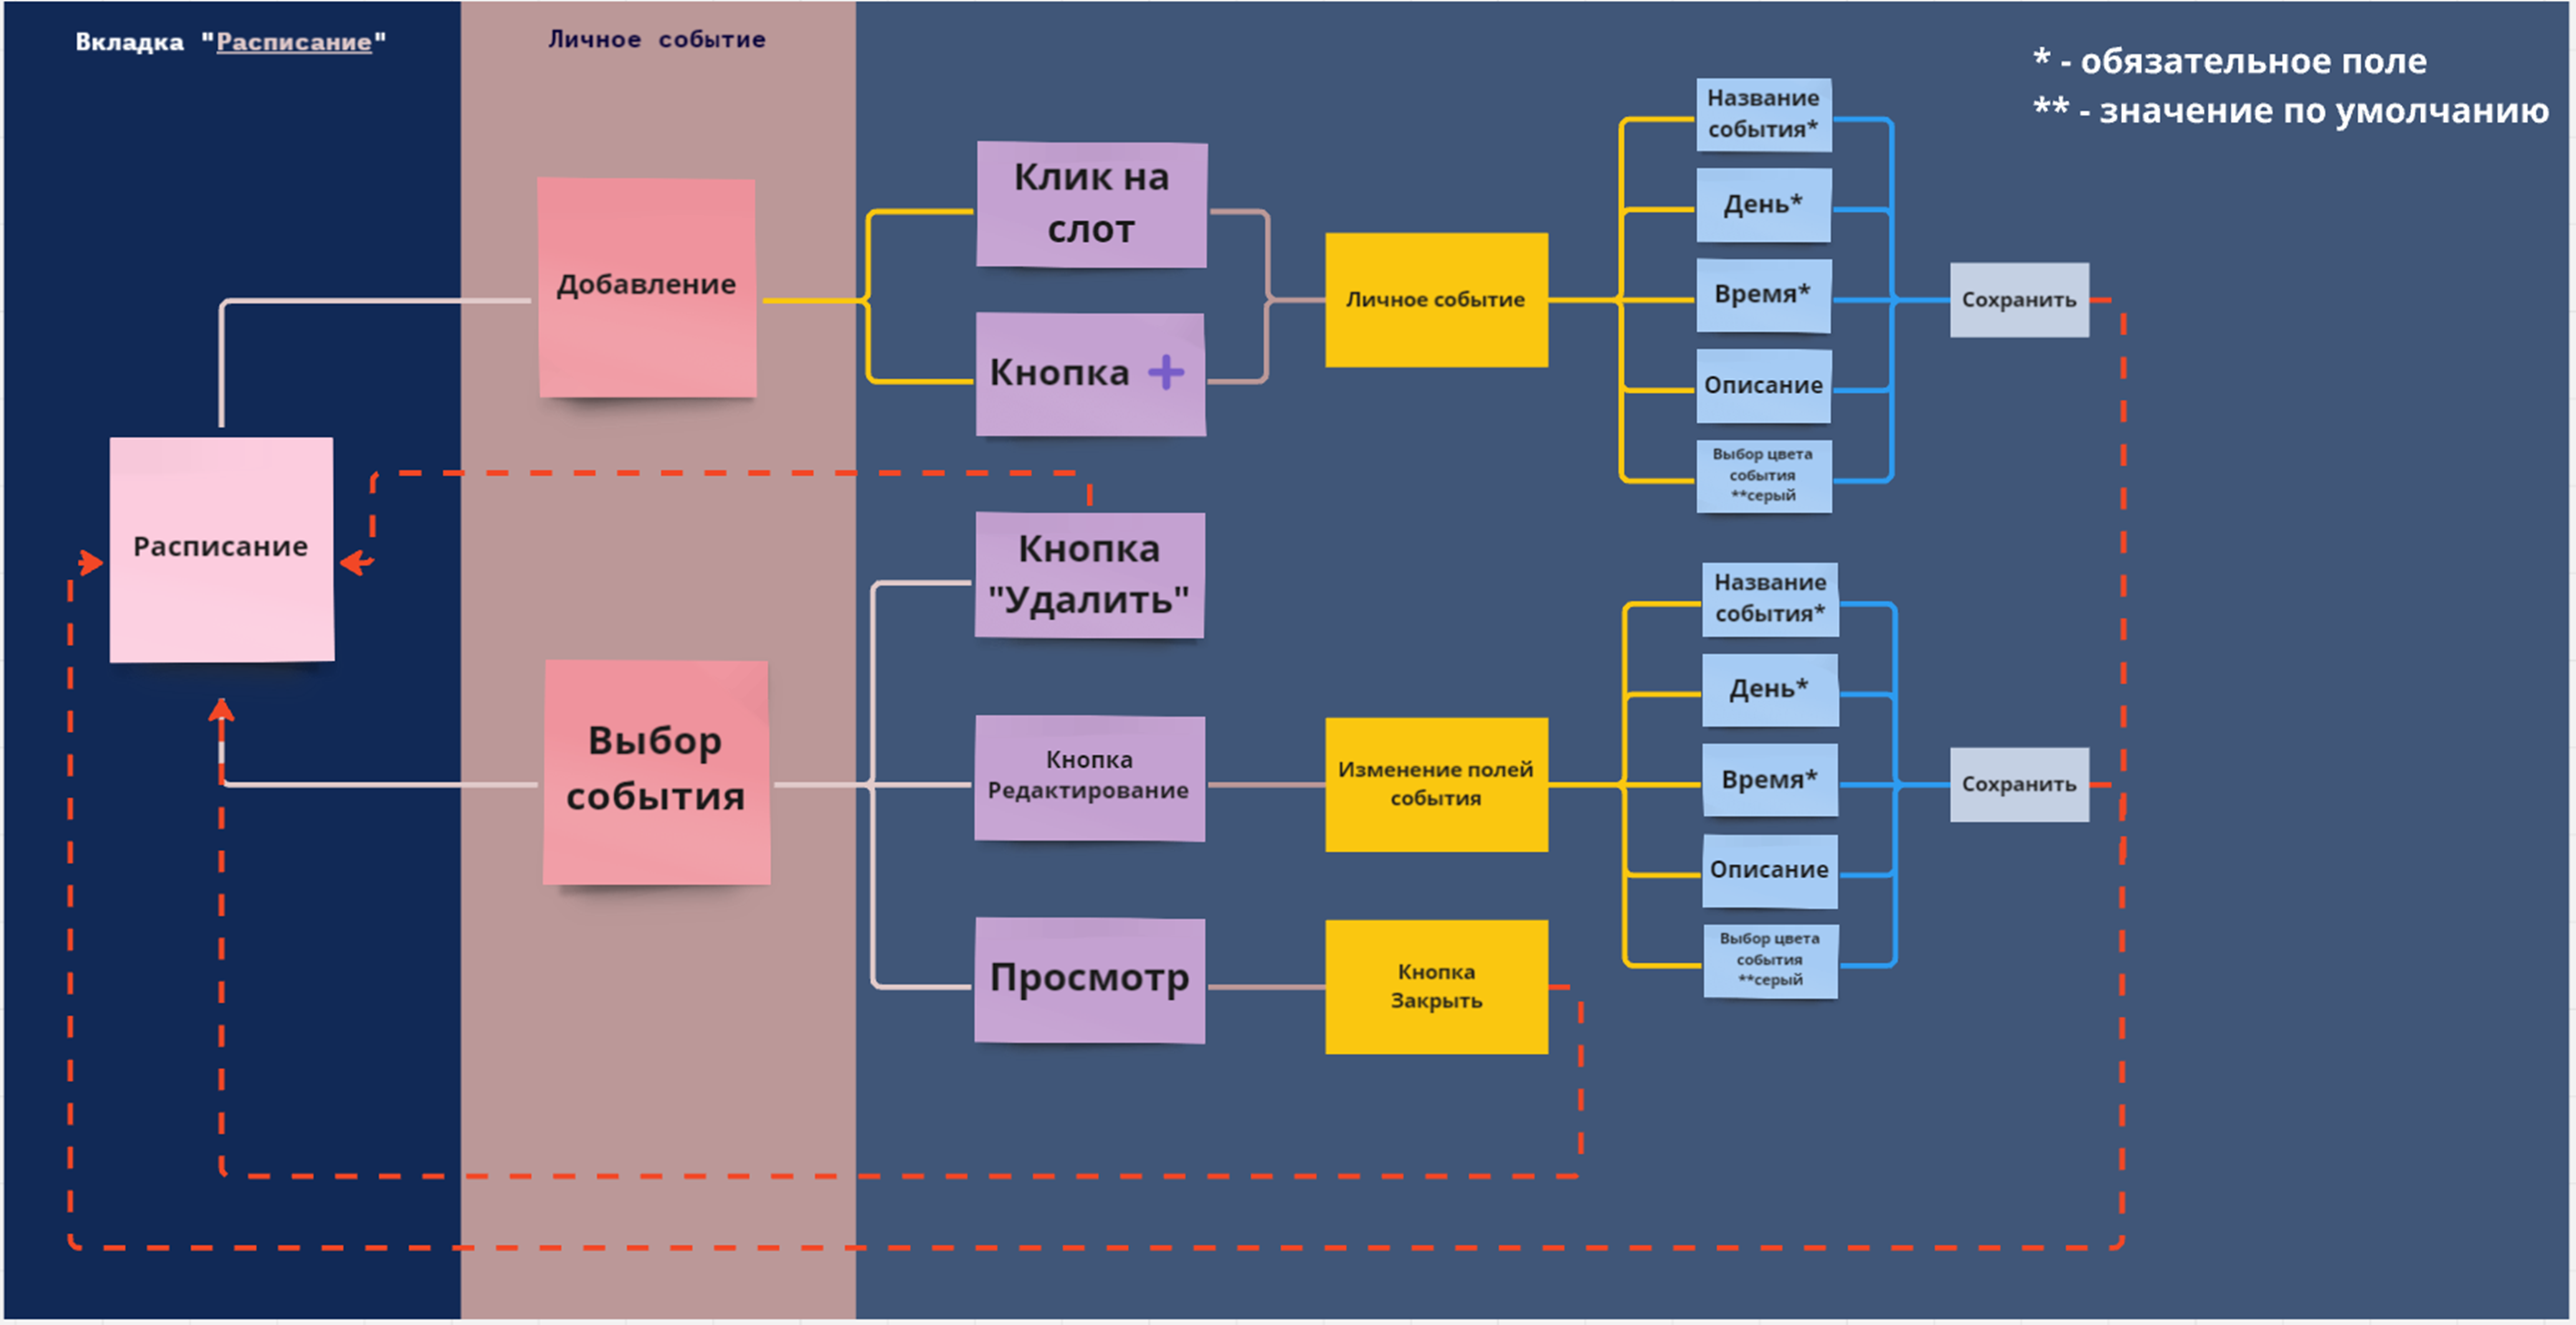 Вкладка "Расписание"
Личное событие
* - обязательное поле
** - значение по умолчанию
Расписание
Добавление
Клик на
слот
Кнопка +
Личное событие
Название
события*
День*
Время*
Описание
Выбор цвета
события
**серый
Сохранить
Выбор
события
Кнопка
"Удалить"
Кнопка
Редактирование
Изменение полей
события
Название
события*
День*
Время*
Описание
Выбор цвета
события
**серый
Сохранить
Просмотр
Кнопка
Закрыть